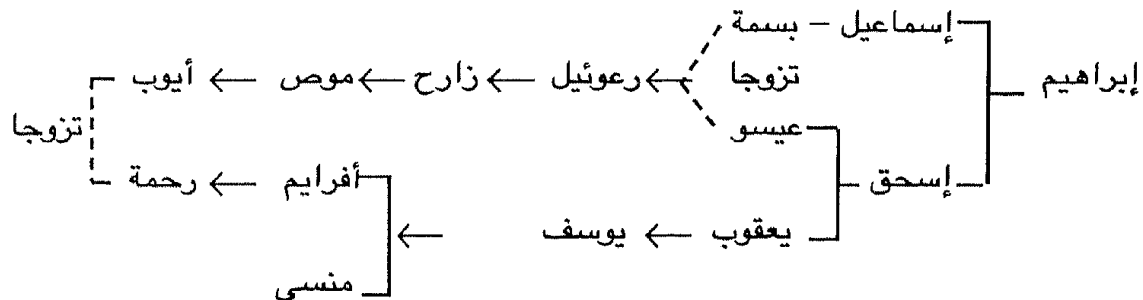 إسماعيل – بسمة
إبراهيم تزوجا رعوئيل زارح موص أيوب
عيسو تزوجا
إسحق أفرايم رحمة
يعقوب يوسف
منسى